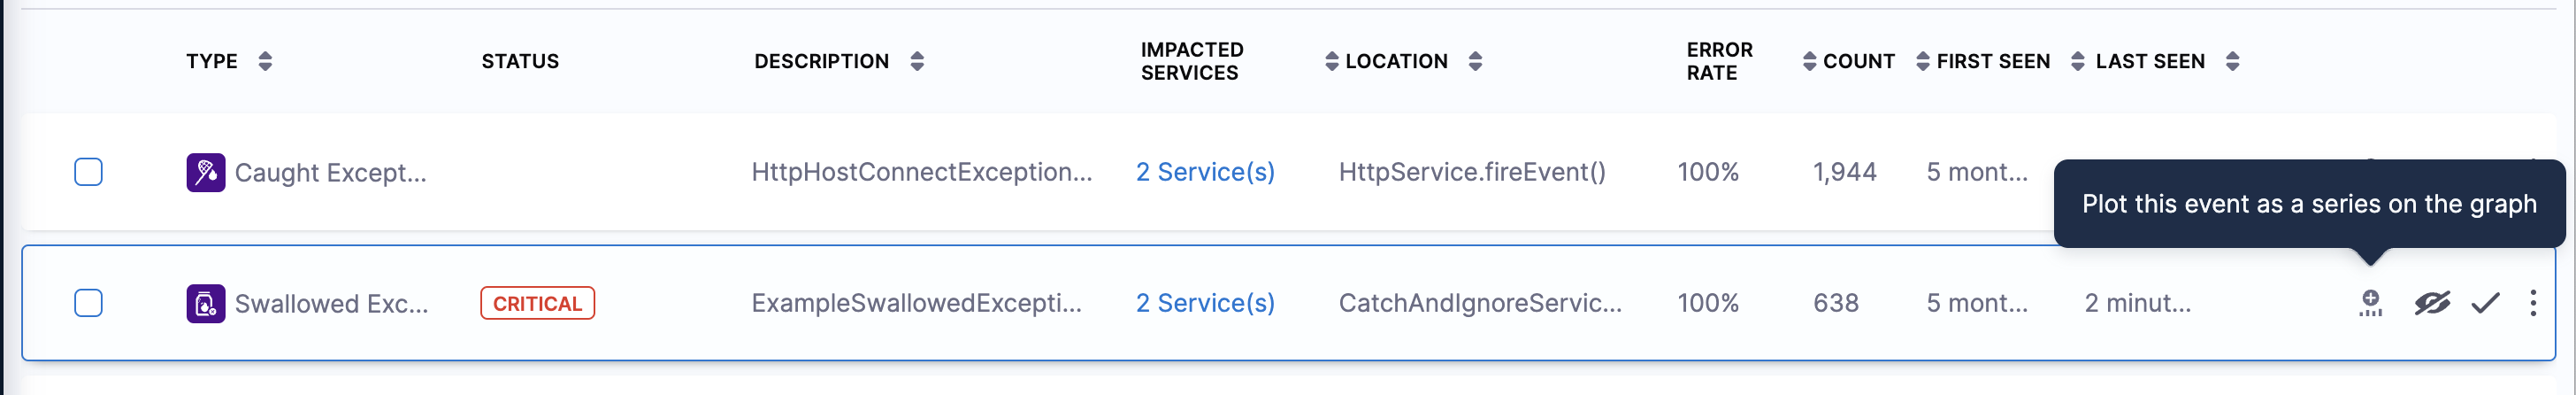 TYPE STATUS DESCRIPTION IMPACTED SERVICES LOCATION ERROR RATE COUNT FIRST SEEN LAST SEEN
Caught Except... HttpHostConnectException... 2 Service(s) HttpService.fireEvent() 100% 1,944 5 mont...
Plot this event as a series on the graph
Swallowed Exc... CRITICAL ExampleSwallowedExcepti... 2 Service(s) CatchAndIgnoreServic... 100% 638 5 mont... 2 minut...